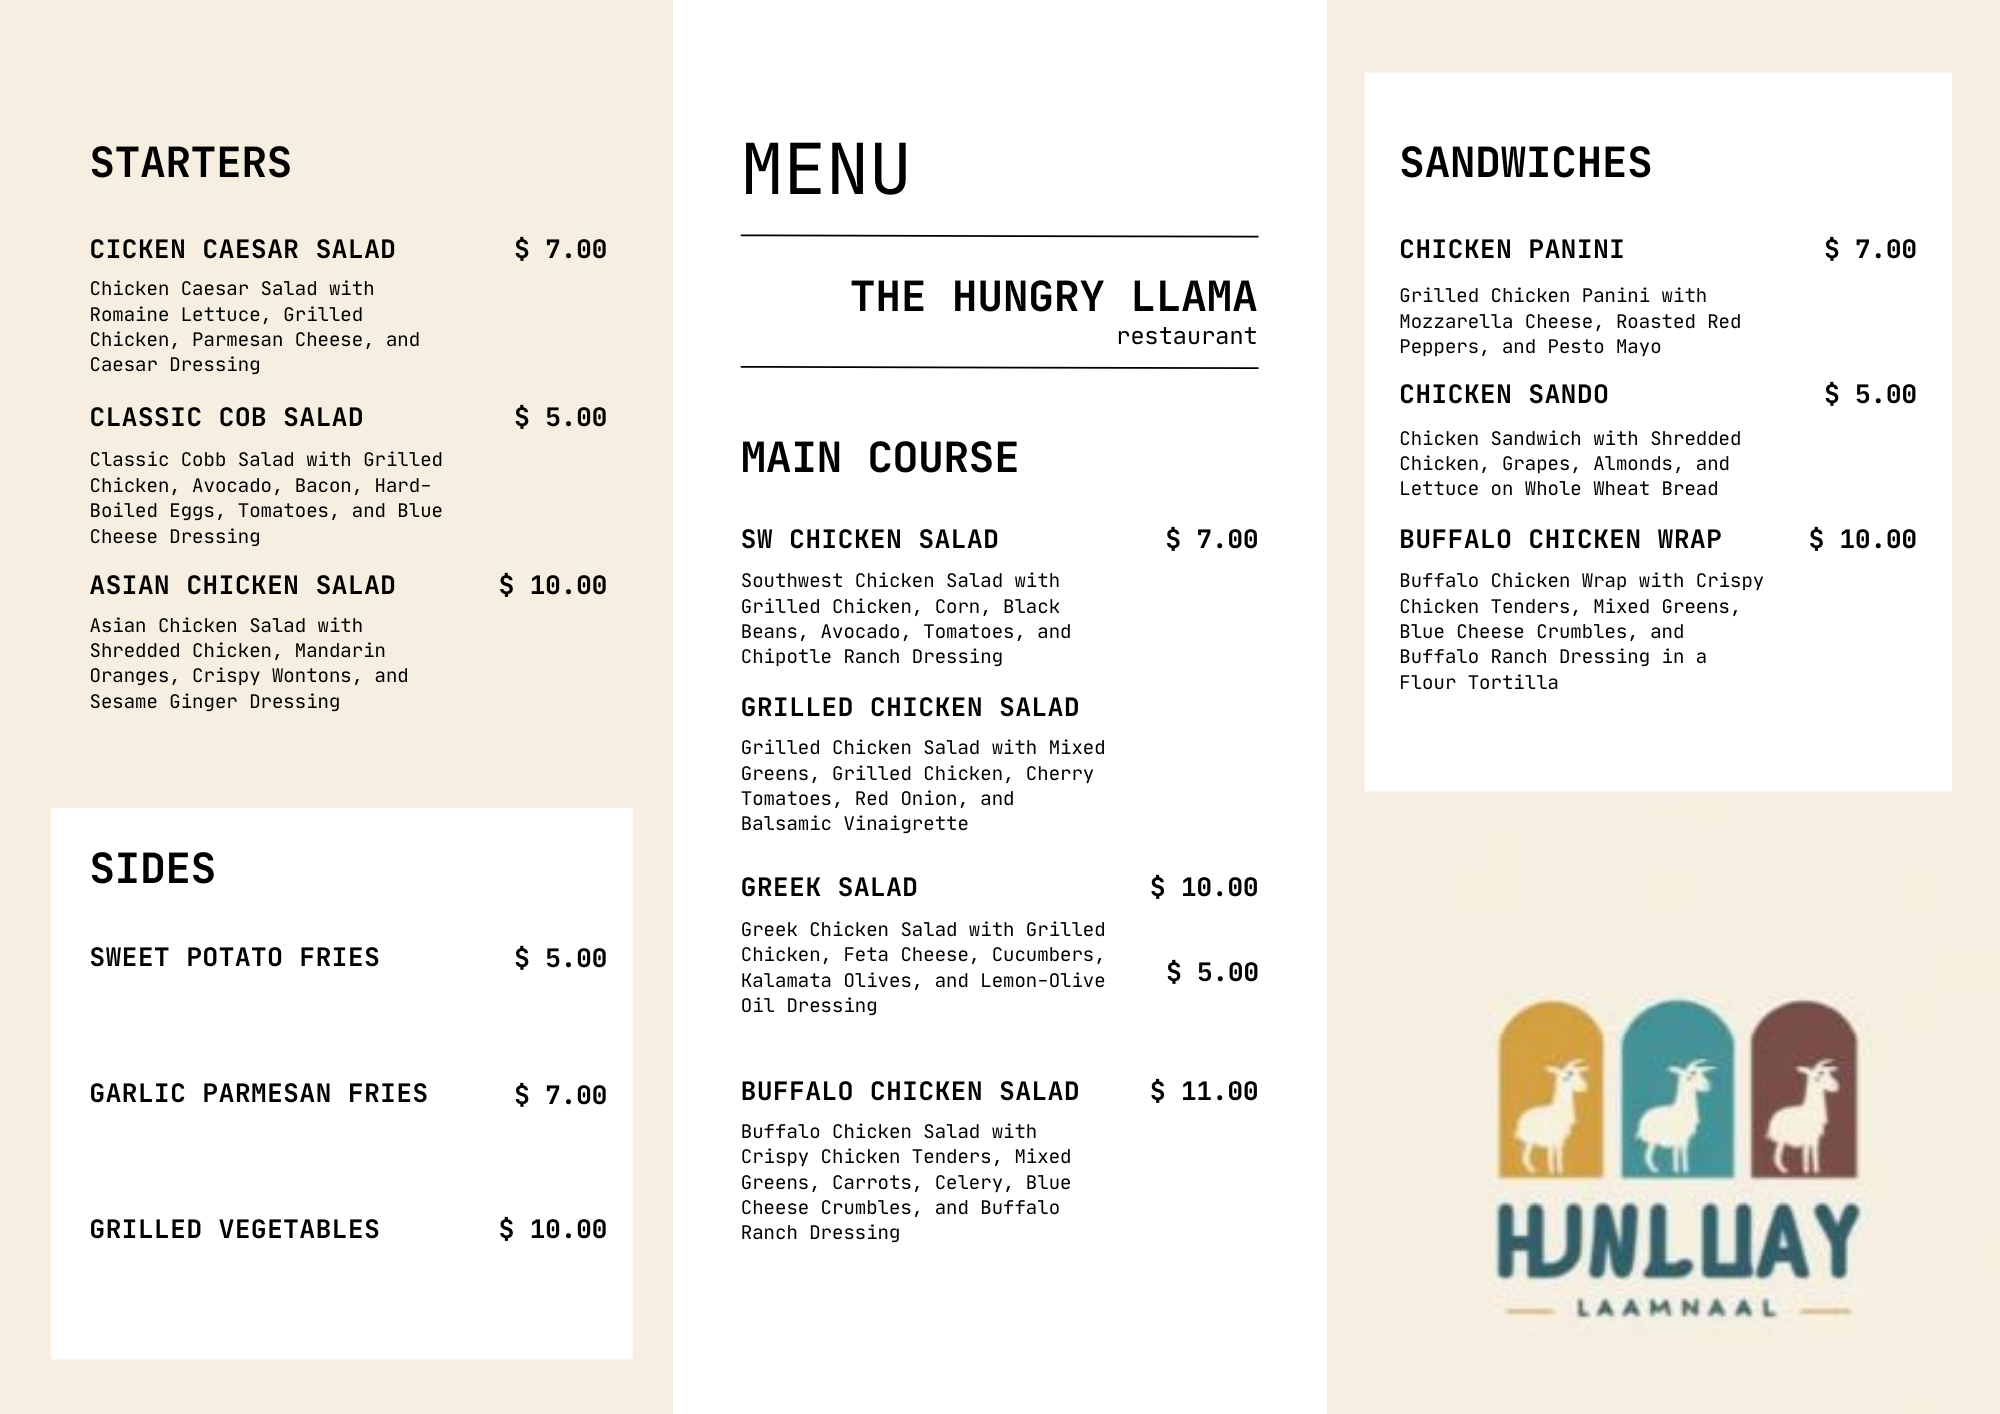 STARTERS
CICKEN CAESAR SALAD $ 7.00
Chicken Caesar Salad with
Romaine Lettuce, Grilled
Chicken, Parmesan Cheese, and
Caesar Dressing
CLASSIC COB SALAD $ 5.00
Classic Cobb Salad with Grilled
Chicken, Avocado, Bacon, Hard-
Boiled Eggs, Tomatoes, and Blue
Cheese Dressing
ASIAN CHICKEN SALAD $ 10.00
Asian Chicken Salad with
Shredded Chicken, Mandarin
Oranges, Crispy Wontons, and
Sesame Ginger Dressing
SIDES
SWEET POTATO FRIES $ 5.00
GARLIC PARMESAN FRIES $ 7.00
GRILLED VEGETABLES $ 10.00
MENU
THE HUNGRY LLAMA
restaurant
MAIN COURSE
SW CHICKEN SALAD $ 7.00
Southwest Chicken Salad with
Grilled Chicken, Corn, Black
Beans, Avocado, Tomatoes, and
Chipotle Ranch Dressing
GRILLED CHICKEN SALAD
Grilled Chicken Salad with Mixed
Greens, Grilled Chicken, Cherry
Tomatoes, Red Onion, and
Balsamic Vinaigrette
GREEK SALAD $ 10.00
Greek Chicken Salad with Grilled
Chicken, Feta Cheese, Cucumbers,
$ 5.00
Kalamata Olives, and Lemon-Olive
Oil Dressing
BUFFALO CHICKEN SALAD $ 11.00
Buffalo Chicken Salad with
Crispy Chicken Tenders, Mixed
Greens, Carrots, Celery, Blue
Cheese Crumbles, and Buffalo
Ranch Dressing
SANDWICHES
CHICKEN PANINI $ 7.00
Grilled Chicken Panini with
Mozzarella Cheese, Roasted Red
Peppers, and Pesto Mayo
CHICKEN SANDO $ 5.00
Chicken Sandwich with Shredded
Chicken, Grapes, Almonds, and
Lettuce on Whole Wheat Bread
BUFFALO CHICKEN WRAP $ 10.00
Buffalo Chicken Wrap with Crispy
Chicken Tenders, Mixed Greens,
Blue Cheese Crumbles, and
Buffalo Ranch Dressing in a
Flour Tortilla
LAAMNAAL